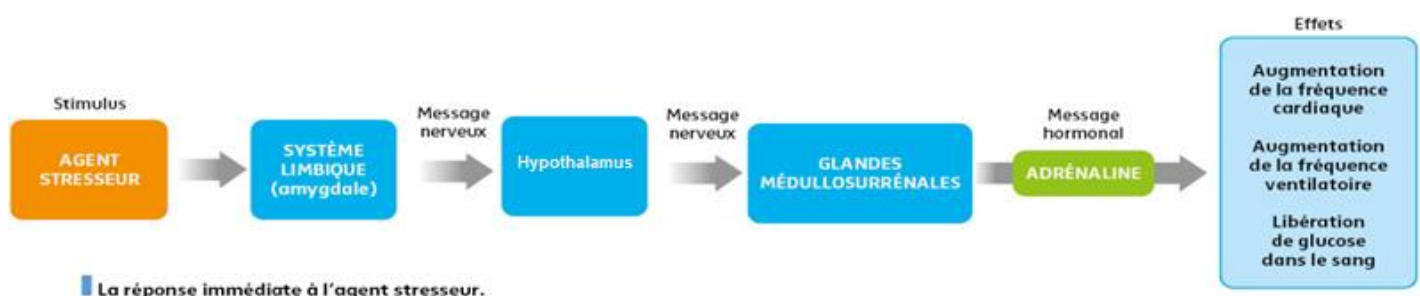 Stimulus
AGENT
STRESSEUR
SYSTÈME
LIMBIQUE
(amygdale)
Message
nerveux
Hypothalamus
Message
nerveux
GLANDES
MÉDULLOSURRÉNALES
Message
hormonal
ADRÉNALINE
Effets
Augmentation
de la fréquence
cardiaque
Augmentation
de la fréquence
ventilatoire
Libération
de glucose
dans le sang
La réponse immédiate à l'agent stresseur.